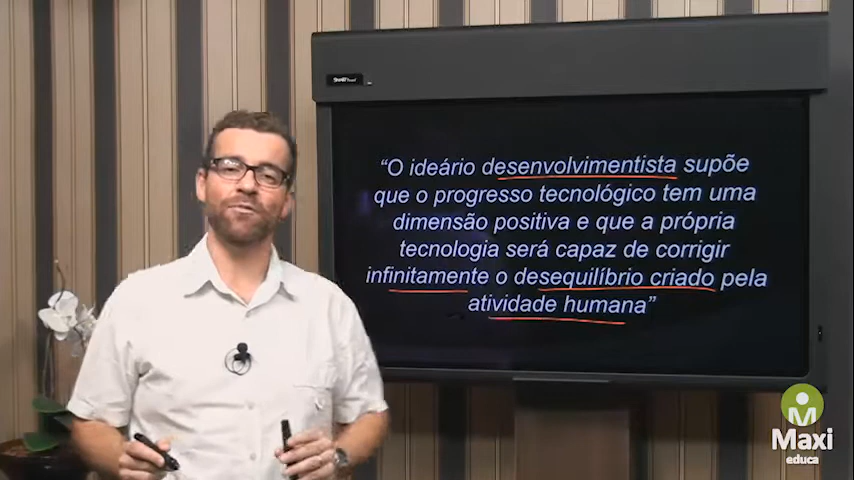 “O ideário desenvolvimentista supõe
que o progresso tecnológico tem uma
dimensão positiva e que a própria
tecnologia será capaz de corrigir
infinitamente o desequilíbrio criado pela
atividade humana”
M
Maxi
educa